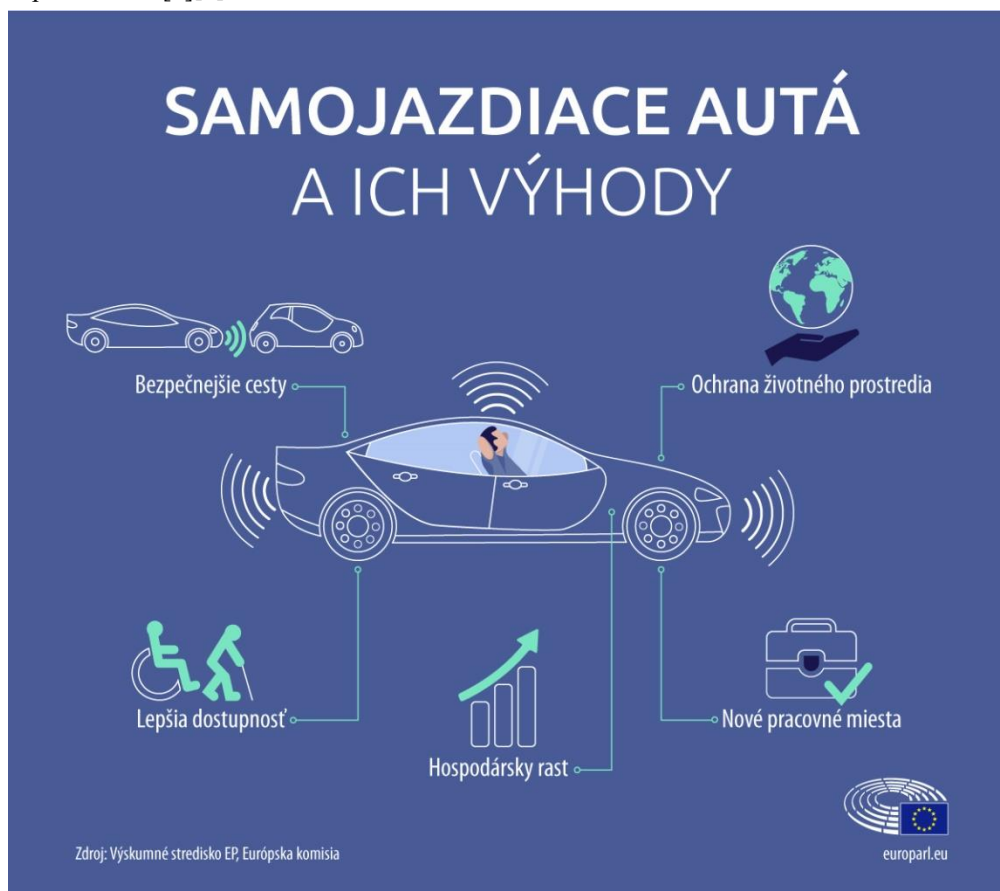 SAMOJAZDIACE AUTÁ
A ICH VÝHODY
Bezpečnejšie cesty
Ochrana životného prostredia
Lepšia dostupnosť
Nové pracovné miesta
Hospodársky rast
Zdroj: Výskumné stredisko EP, Európska komisia
europarl.eu